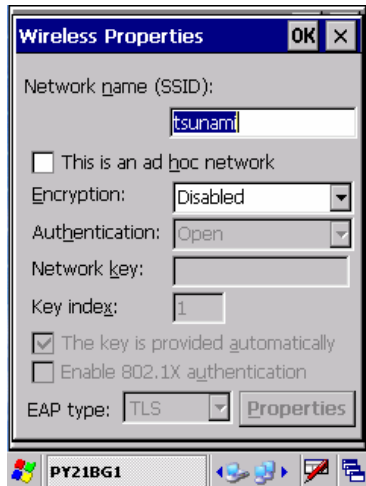 Wireless Properties OK ×
Network name (SSID):
tsunami
This is an ad hoc network
Encryption: Disabled
Authentication: Open
Network key:
Key index: 1
The key is provided automatically
Enable 802.1X authentication
EAP type: TLS Properties
PY21BG1